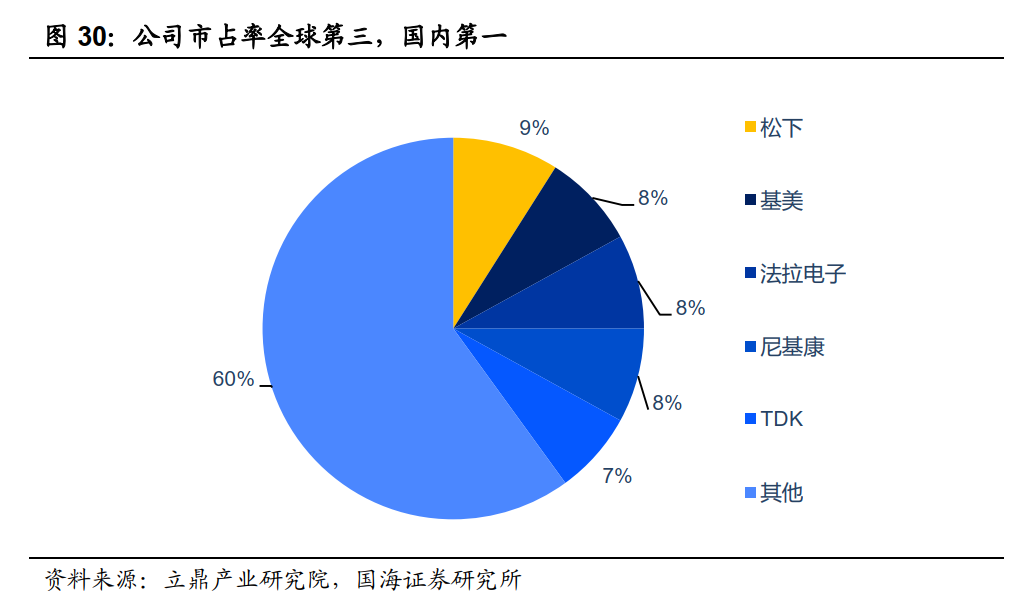 图 30：公司市占率全球第三，国内第一
9%
8%
8%
8%
7%
60%
松下
基美
法拉电子
尼基康
TDK
其他
资料来源：立鼎产业研究院，国海证券研究所